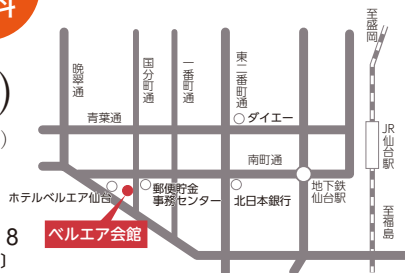 料
)
)
8
]
至盛岡
晩翠通
国分町通
一番町通
東二番町通
青葉通
ダイエー
JR仙台駅
南町通
地下鉄
仙台駅
ホテルベルエア仙台
郵便貯金
事務センター
北日本銀行
ベルエア会館
至福島